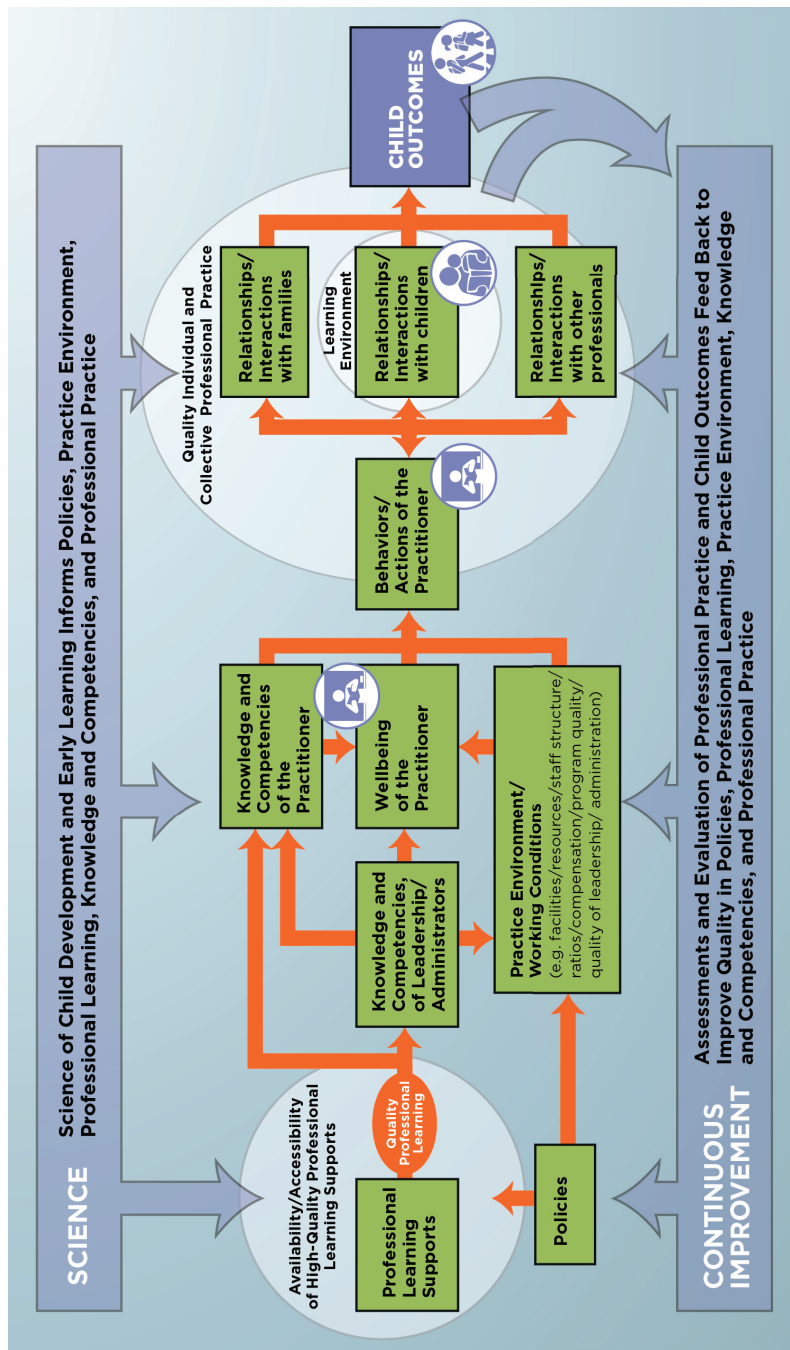 SCIENCE
Science of Child Development and Early Learning Informs Policies, Practice Environment,
Professional Learning, Knowledge and Competencies, and Professional Practice
Availability/Accessibility
of High-Quality Professional
Learning Supports
Professional
Learning
Supports
Quality
Professional
Learning
Policies
Knowledge and
Competencies,
of Leadership/
Administrators
Knowledge and
Competencies
of the
Practitioner
Wellbeing
of the
Practitioner
Practice Environment/
Working Conditions
(e.g. facilities/resources/staff structure/
ratios/compensation/program quality/
quality of leadership/ administration)
Behaviors/
Actions of the
Practitioner
Quality Individual and
Collective Professional Practice
Relationships/
Interactions
with families
Learning
Environment
Relationships/
Interactions
with children
Relationships/
Interactions
with other
professionals
CHILD
OUTCOMES
CONTINUOUS
IMPROVEMENT
Assessments and Evaluation of Professional Practice and Child Outcomes Feed Back to
Improve Quality in Policies, Professional Learning, Practice Environment, Knowledge
and Competencies, and Professional Practice